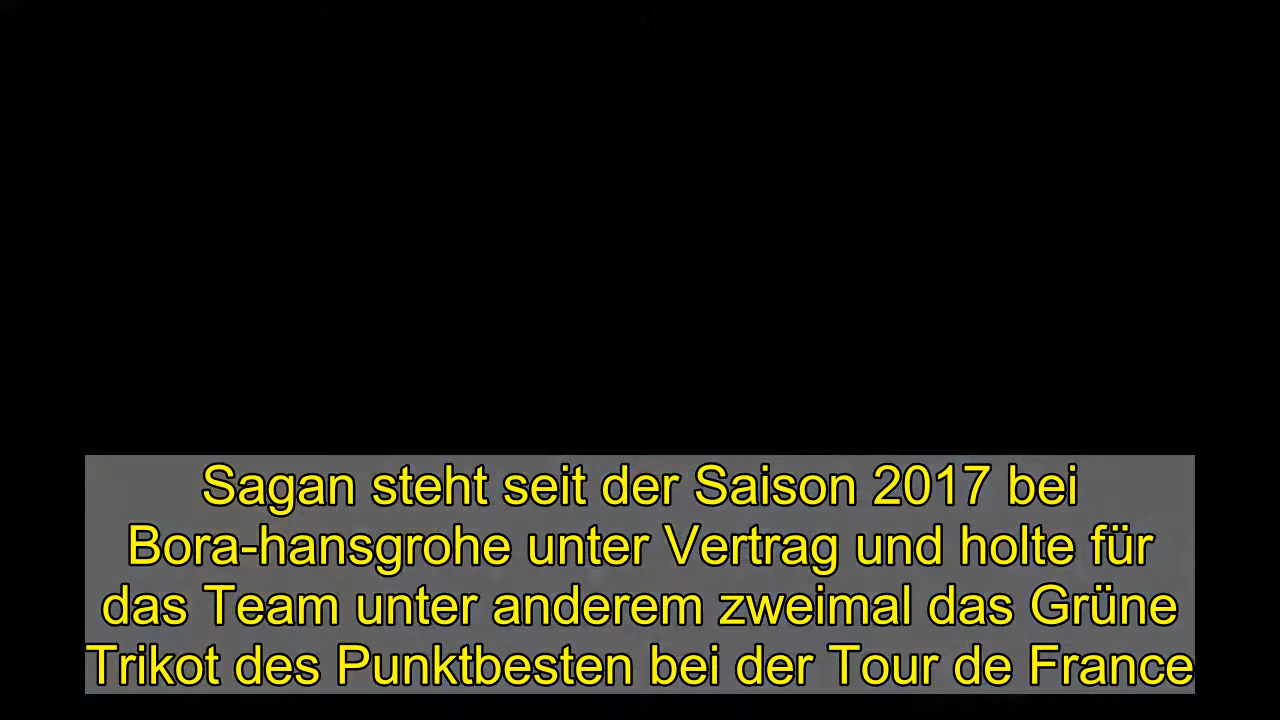 Sagan steht seit der Saison 2017 bei
Bora-hansgrohe unter Vertrag und holte für
das Team unter anderem zweimal das Grüne
Trikot des Punktbesten bei der Tour de France